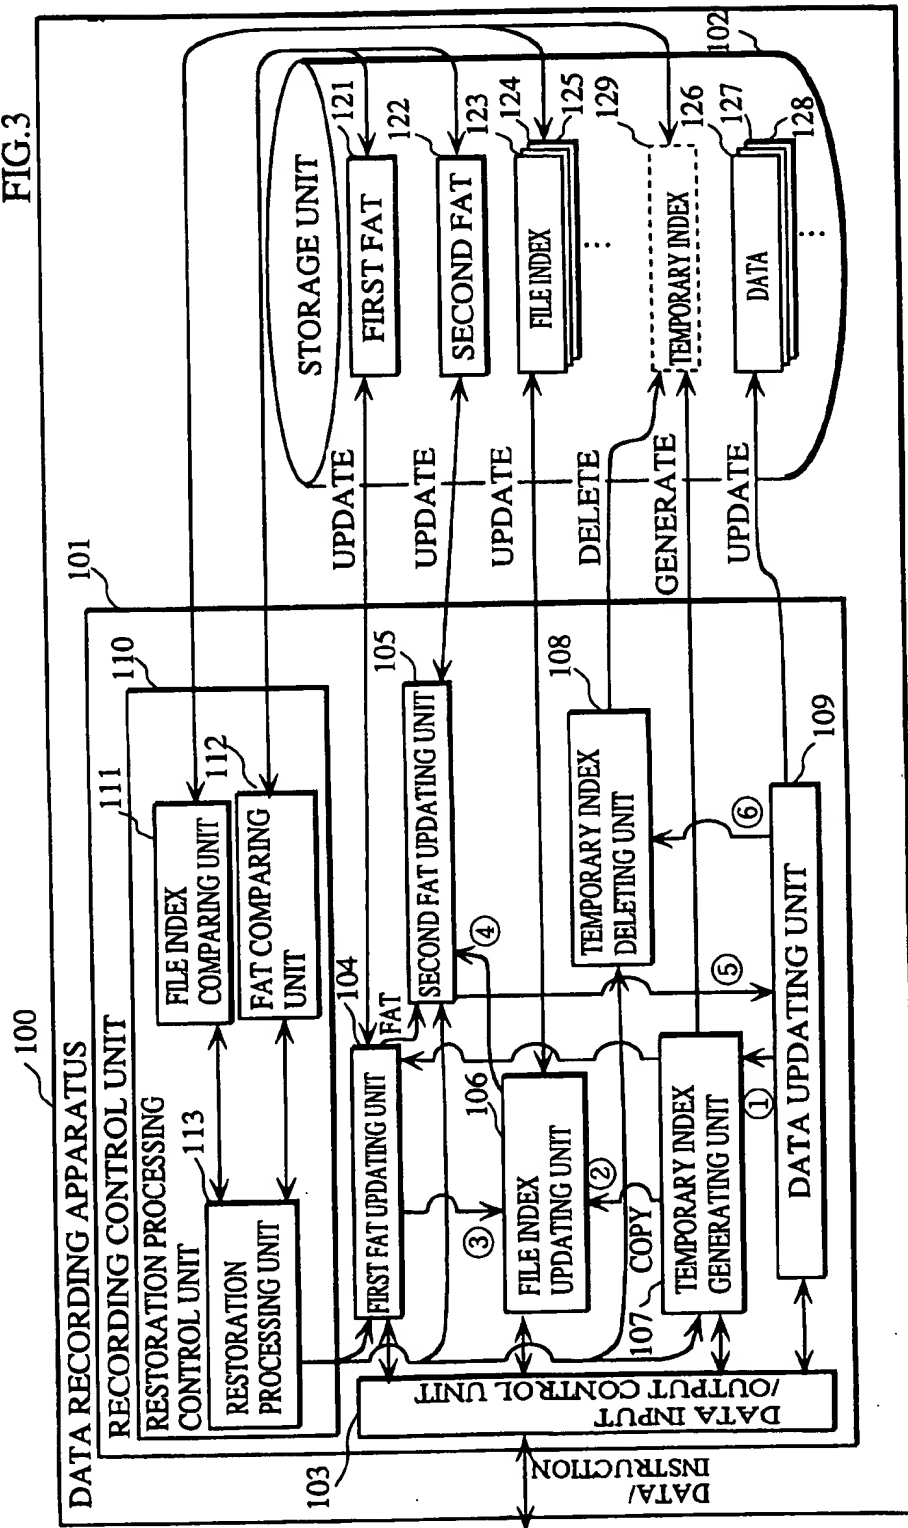 FIG.3
100
DATA RECORDING APPARATUS
101
RECORDING CONTROL UNIT
110
RESTORATION PROCESSING
CONTROL UNIT
113
RESTORATION
PROCESSING UNIT
111
FILE INDEX
COMPARING UNIT
112
FAT COMPARING
UNIT
103
DATA INPUT
/OUTPUT CONTROL UNIT
DATA/
INSTRUCTION
104
FIRST FAT UPDATING UNIT
FAT
105
SECOND FAT UPDATING UNIT
③
④
106
FILE INDEX
UPDATING UNIT
②
COPY
⑤
107
TEMPORARY INDEX
GENERATING UNIT
①
108
TEMPORARY INDEX
DELETING UNIT
⑥
109
DATA UPDATING UNIT
UPDATE
UPDATE
UPDATE
DELETE
GENERATE
UPDATE
102
STORAGE UNIT
121
FIRST FAT
122
SECOND FAT
123
124
125
FILE INDEX
⋮
129
TEMPORARY INDEX
126
127
128
DATA
⋮